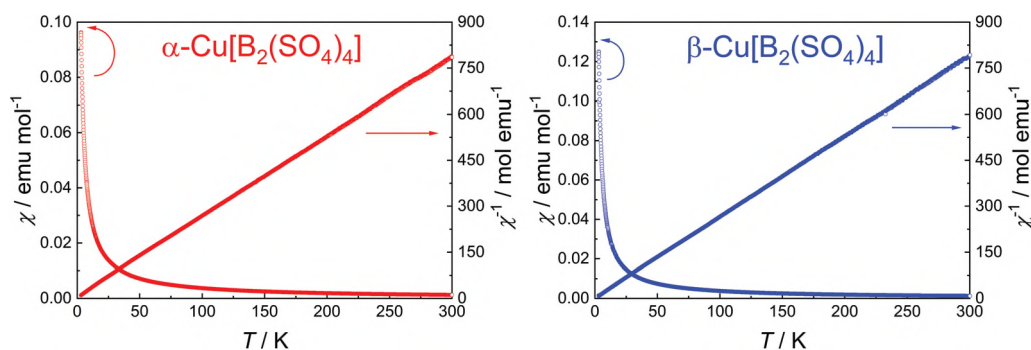 α-Cu[B₂(SO₄)₄]
χ / emu mol⁻¹
0.10
0.08
0.06
0.04
0.02
0.00
900
750
600
450
300
150
0
χ⁻¹ / mol emu⁻¹
0 50 100 150 200 250 300
T / K
β-Cu[B₂(SO₄)₄]
χ / emu mol⁻¹
0.14
0.12
0.10
0.08
0.06
0.04
0.02
0.00
900
750
600
450
300
150
0
χ⁻¹ / mol emu⁻¹
0 50 100 150 200 250 300
T / K